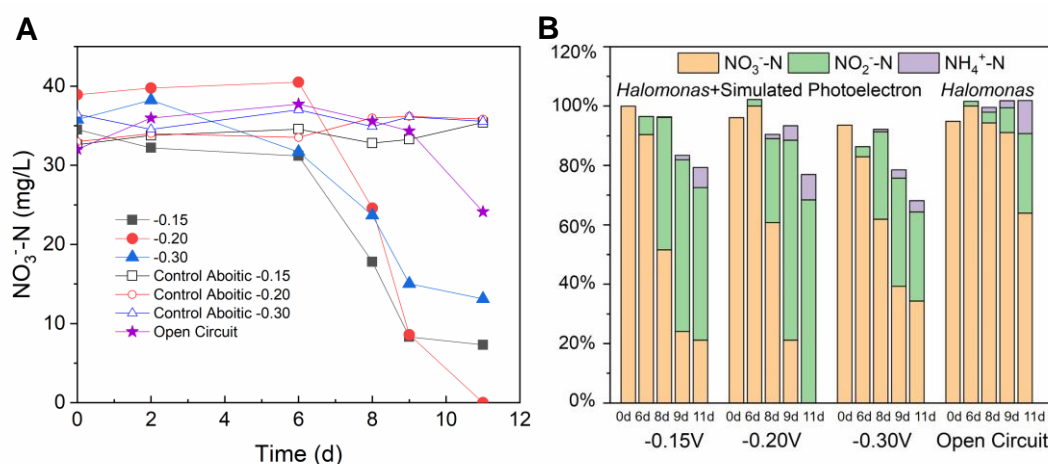 A
NO₃⁻-N (mg/L)
40
30
20
10
0
-0.15
-0.20
-0.30
Control Aboitic -0.15
Control Aboitic -0.20
Control Aboitic -0.30
Open Circuit
0 2 4 6 8 10 12
Time (d)
B
120%
100%
80%
60%
40%
20%
0%
NO₃⁻-N NO₂⁻-N NH₄⁺-N
Halomonas+Simulated Photoelectron Halomonas
0d 6d 8d 9d 11d 0d 6d 8d 9d 11d 0d 6d 8d 9d 11d 0d 6d 8d 9d 11d
-0.15V -0.20V -0.30V Open Circuit